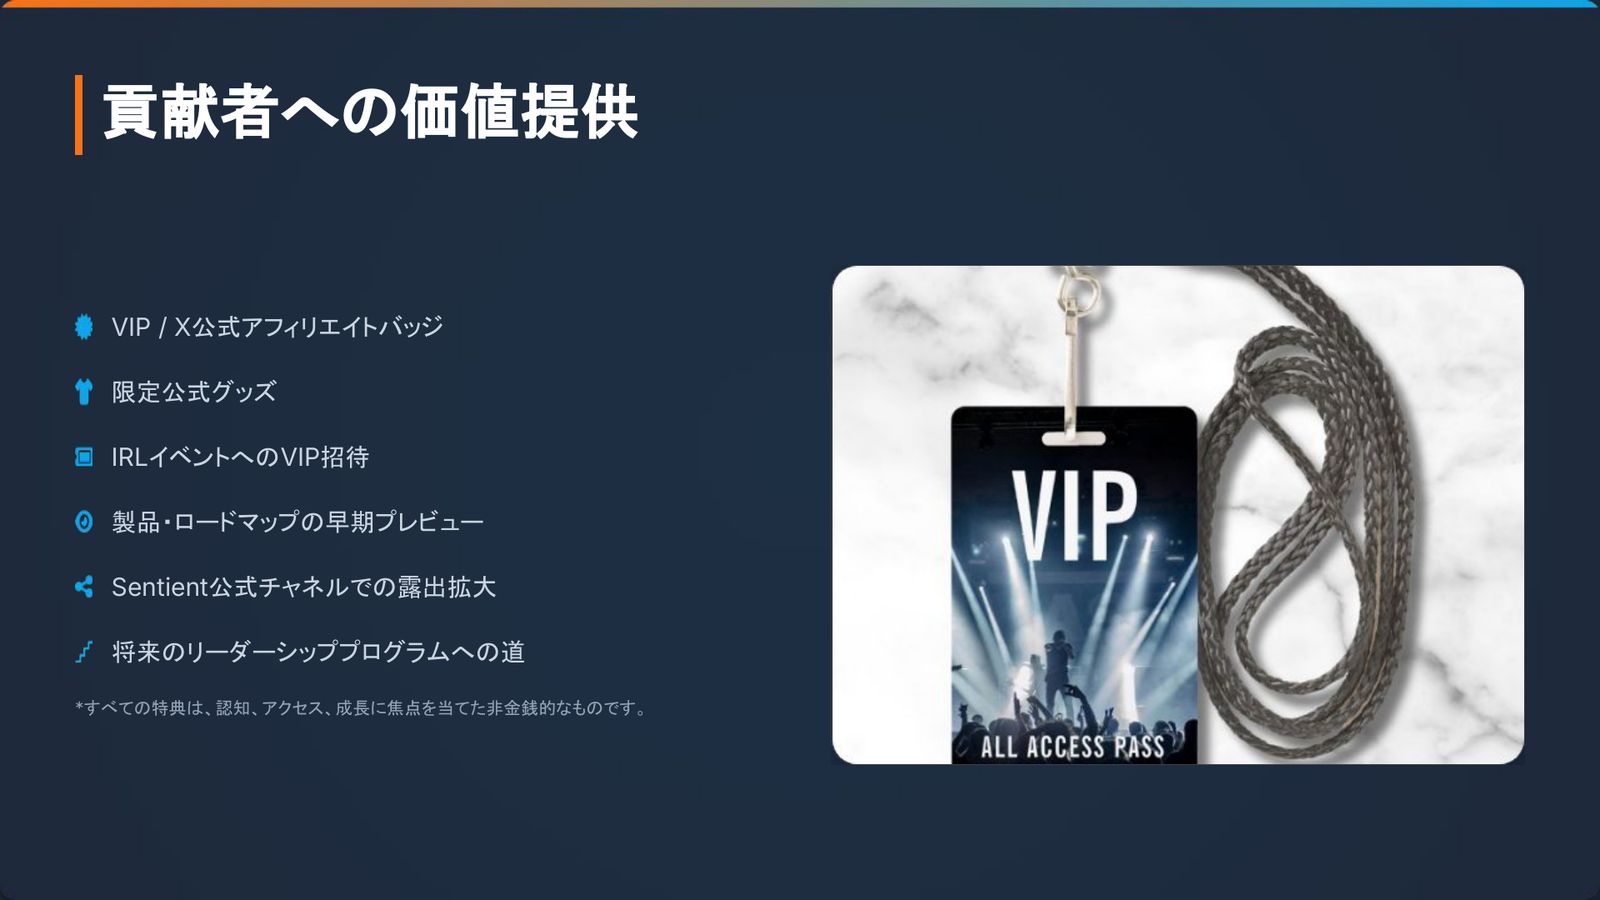 貢献者への価値提供
VIP / X公式アフィリエイトバッジ
限定公式グッズ
IRLイベントへのVIP招待
製品・ロードマップの早期プレビュー
Sentient公式チャネルでの露出拡大
将来のリーダーシッププログラムへの道
*すべての特典は、認知、アクセス、成長に焦点を当てた非金銭的なものです。
VIP
ALL ACCESS PASS